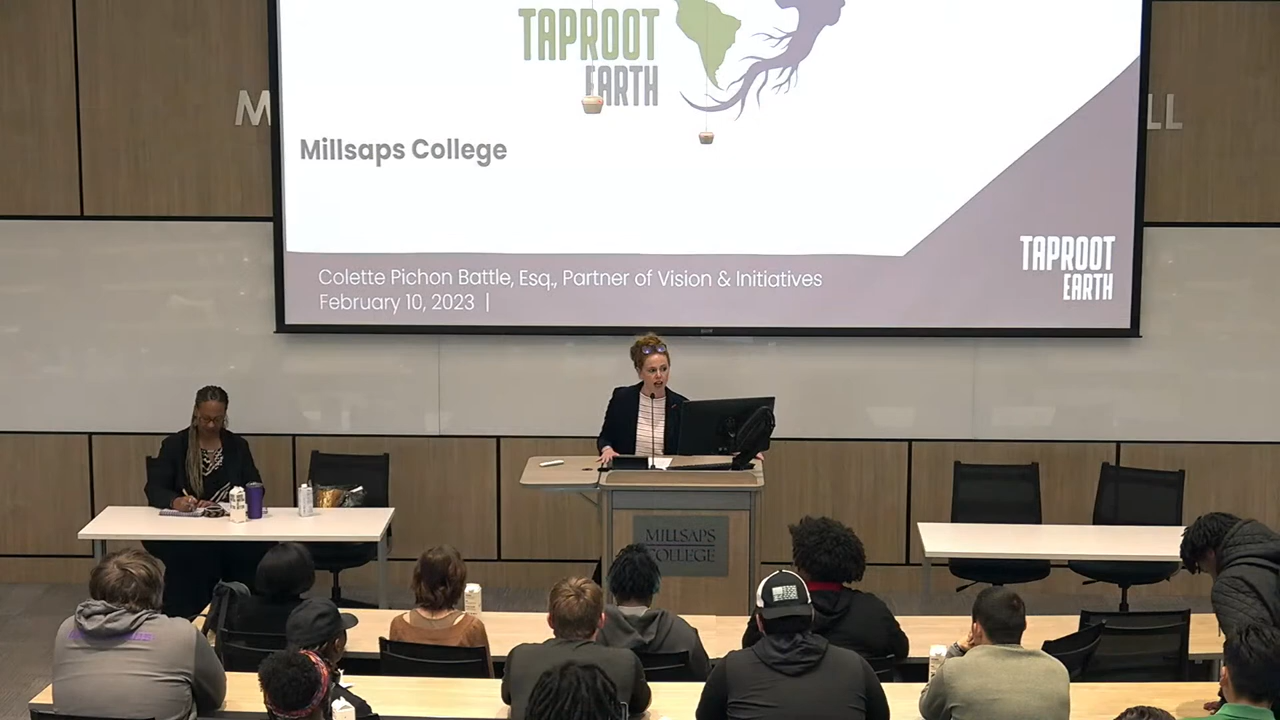 TAPROOT
EARTH
M
LL
Millsaps College
TAPROOT
EARTH
Colette Pichon Battle, Esq., Partner of Vision & Initiatives
February 10, 2023 |
MILLSAPS
COLLEGE